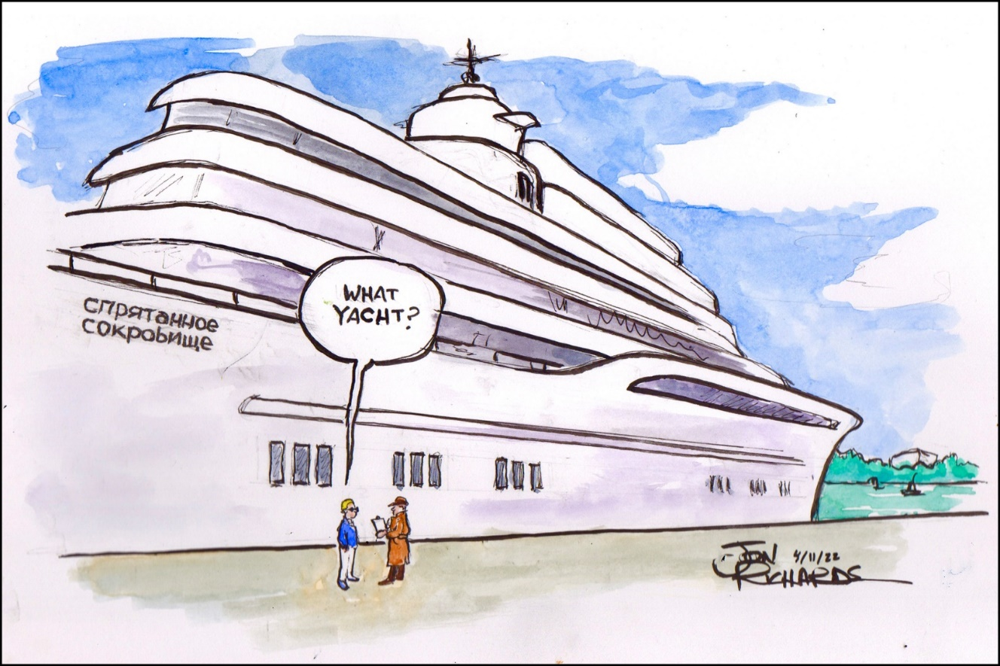 WHAT
YACHT?
спрятанное
сокровище
JON 4/11/22
RICHARDS